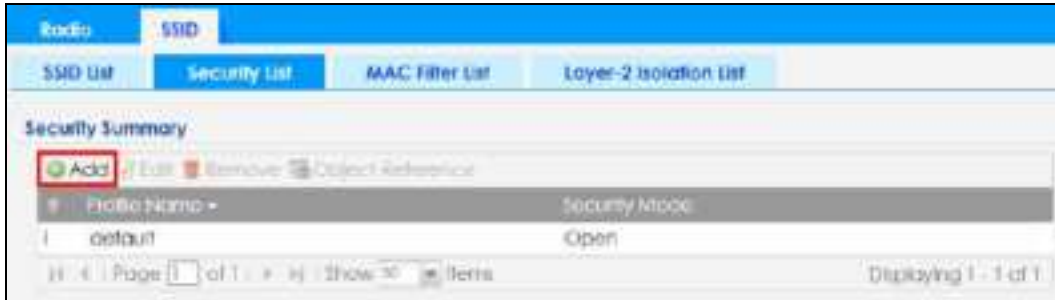 Radio SSID
SSID List Security List MAC Filter List Layer-2 Isolation List
Security Summary
Add Edit Remove Object Reference
# Profile Name Security Mode
1 default Open
Page 1 of 1 Show 50 items
Displaying 1 - 1 of 1